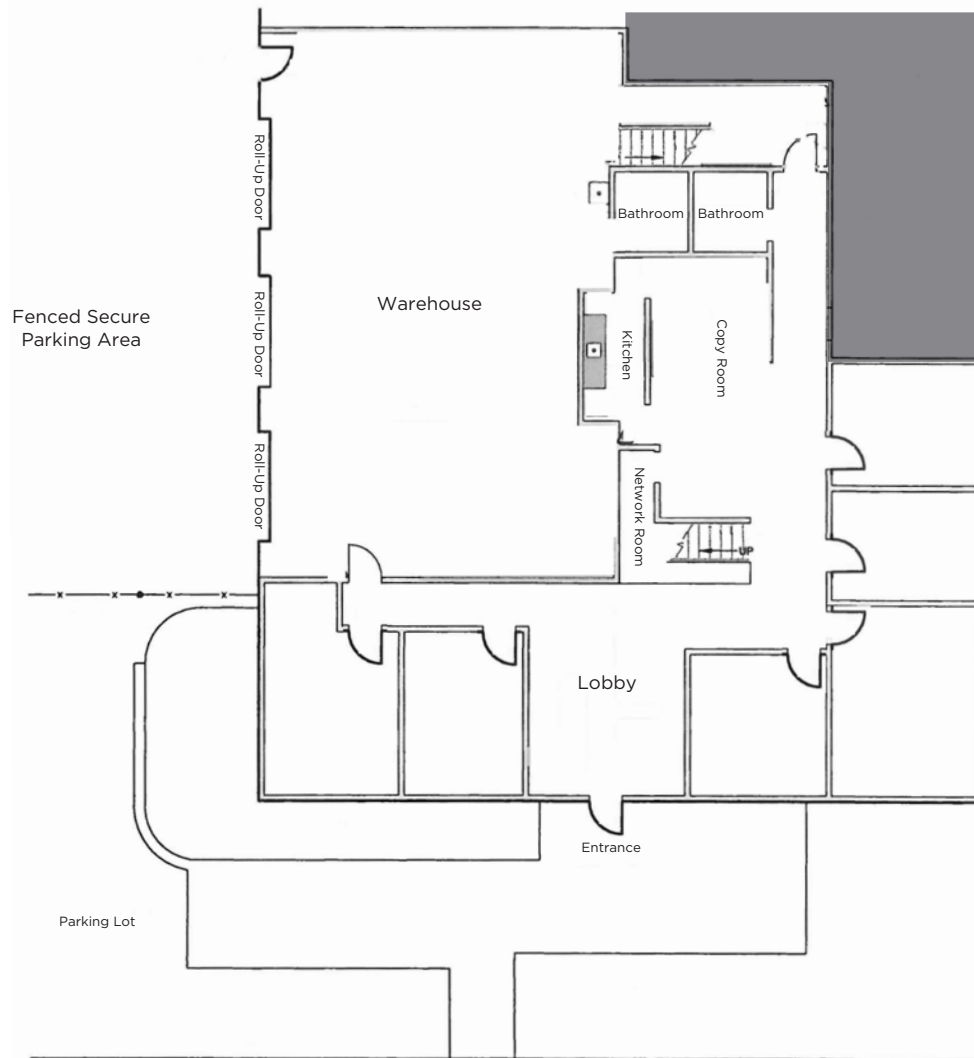 Roll-Up Door
Bathroom
Bathroom
Fenced Secure
Parking Area
Roll-Up Door
Warehouse
Kitchen
Copy Room
Roll-Up Door
Network Room
UP
Lobby
Entrance
Parking Lot